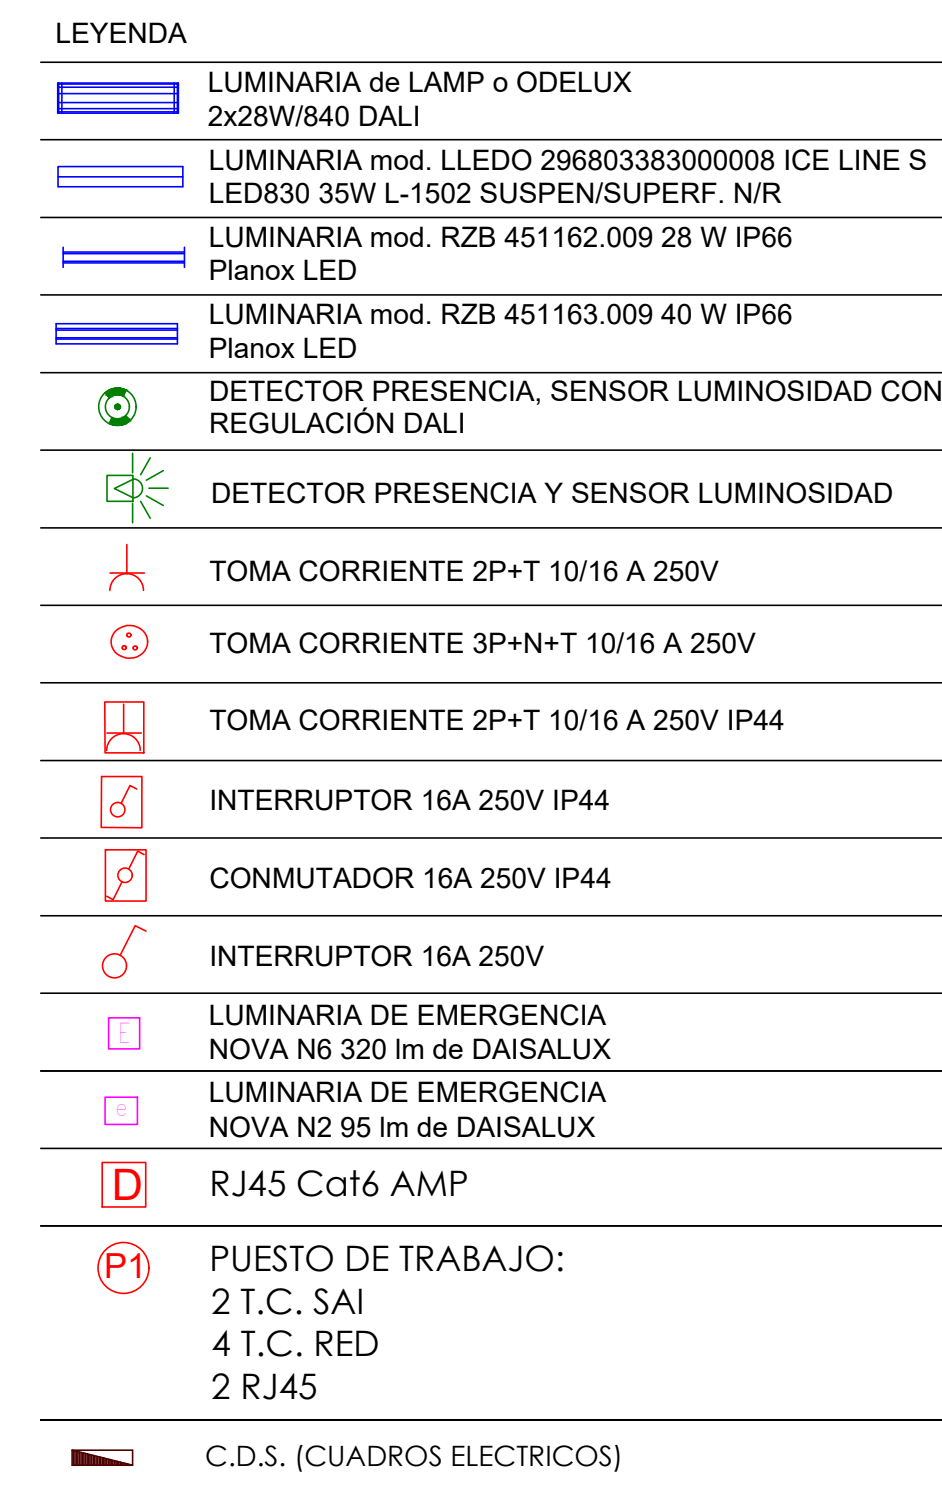 LEYENDA
LUMINARIA de LAMP o ODELUX
2x28W/840 DALI
LUMINARIA mod. LLEDO 296803383000008 ICE LINE S
LED830 35W L-1502 SUSPEN/SUPERF. N/R
LUMINARIA mod. RZB 451162.009 28 W IP66
Planox LED
LUMINARIA mod. RZB 451163.009 40 W IP66
Planox LED
DETECTOR PRESENCIA, SENSOR LUMINOSIDAD CON
REGULACIÓN DALI
DETECTOR PRESENCIA Y SENSOR LUMINOSIDAD
TOMA CORRIENTE 2P+T 10/16 A 250V
TOMA CORRIENTE 3P+N+T 10/16 A 250V
TOMA CORRIENTE 2P+T 10/16 A 250V IP44
INTERRUPTOR 16A 250V IP44
CONMUTADOR 16A 250V IP44
INTERRUPTOR 16A 250V
E LUMINARIA DE EMERGENCIA
NOVA N6 320 lm de DAISALUX
e LUMINARIA DE EMERGENCIA
NOVA N2 95 lm de DAISALUX
D RJ45 Cat6 AMP
P1 PUESTO DE TRABAJO:
2 T.C. SAI
4 T.C. RED
2 RJ45
C.D.S. (CUADROS ELECTRICOS)